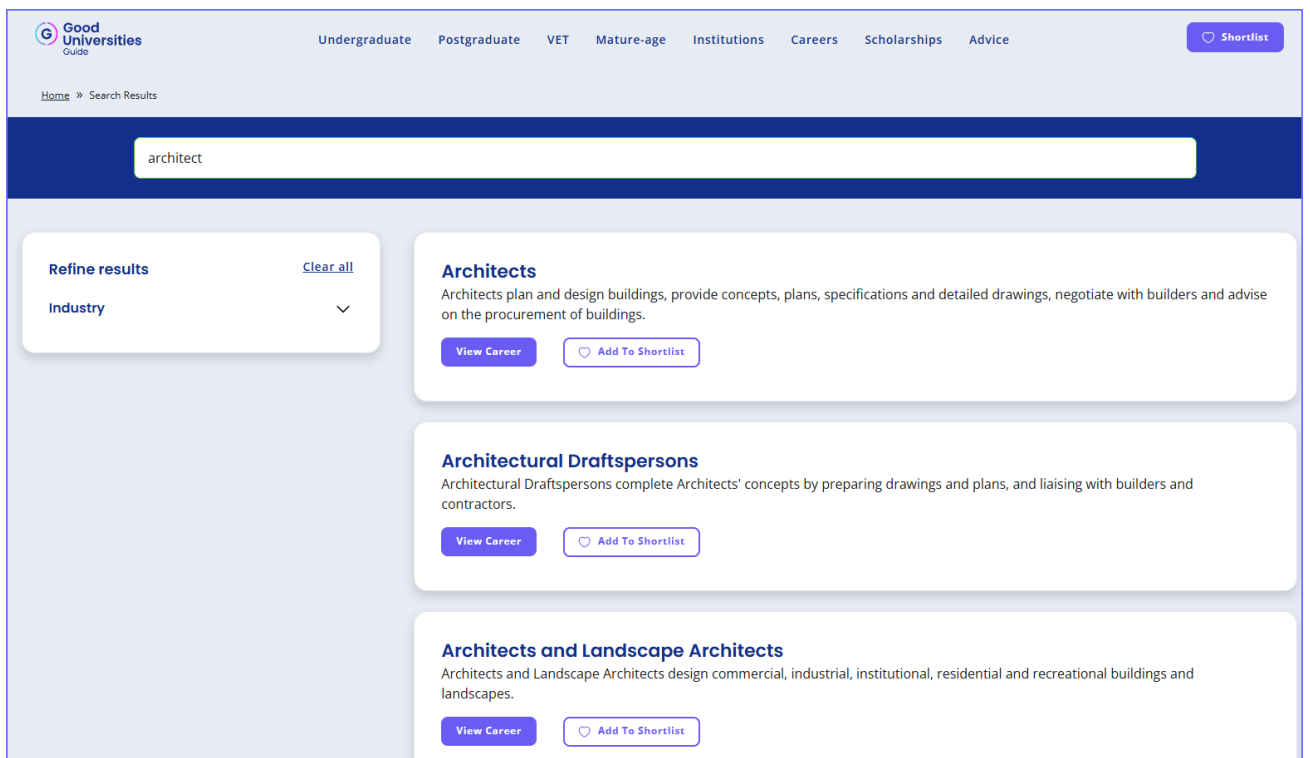 Good
Universities
Guide
Undergraduate Postgraduate VET Mature-age Institutions Careers Scholarships Advice
Shortlist
Home » Search Results
architect
Refine results Clear all
Industry
Architects
Architects plan and design buildings, provide concepts, plans, specifications and detailed drawings, negotiate with builders and advise
on the procurement of buildings.
View Career Add To Shortlist
Architectural Draftspersons
Architectural Draftspersons complete Architects' concepts by preparing drawings and plans, and liaising with builders and
contractors.
View Career Add To Shortlist
Architects and Landscape Architects
Architects and Landscape Architects design commercial, industrial, institutional, residential and recreational buildings and
landscapes.
View Career Add To Shortlist